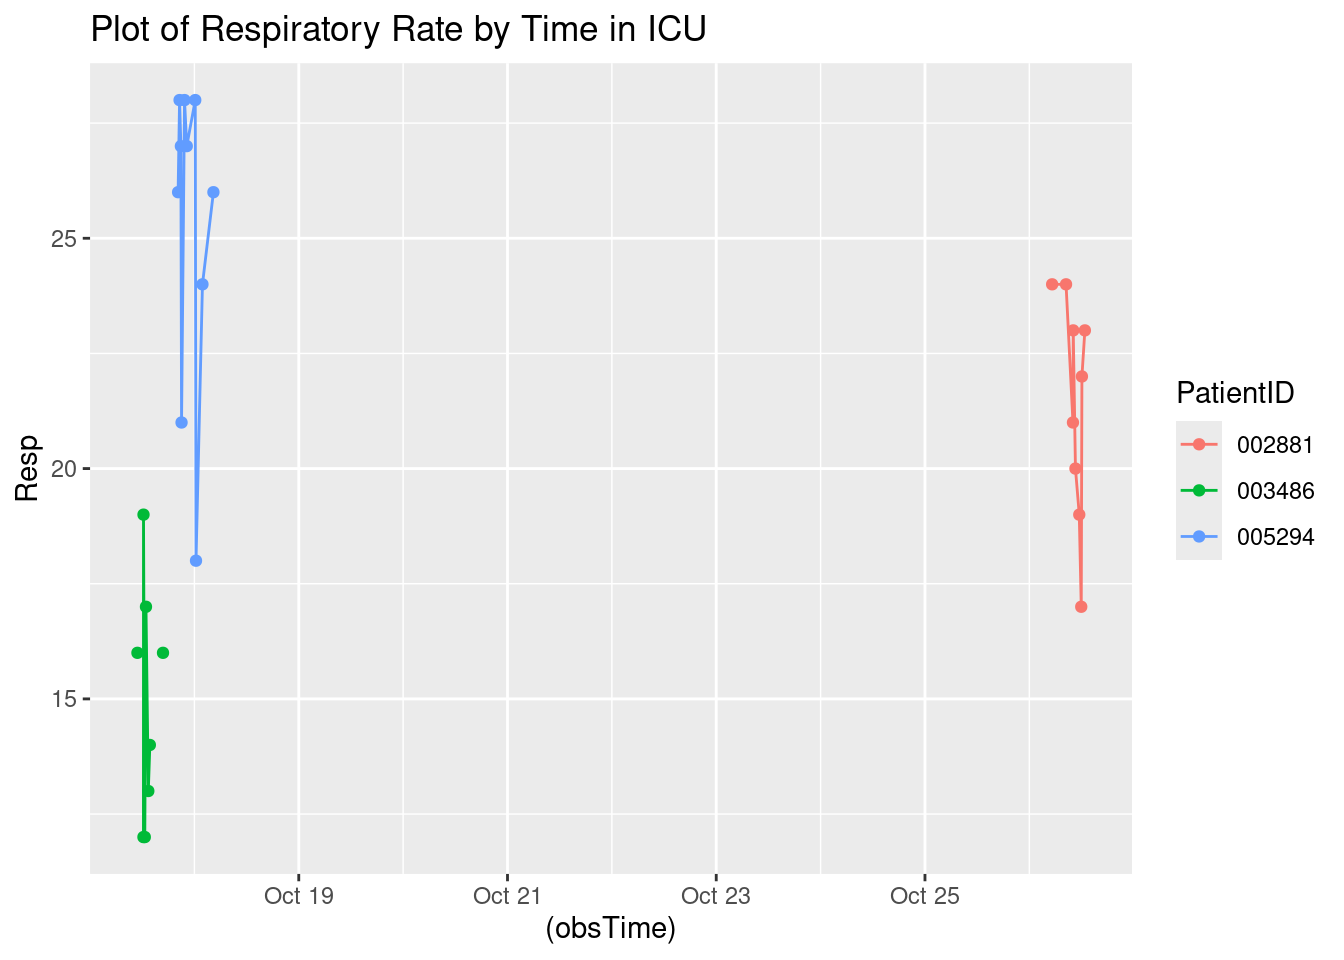 Plot of Respiratory Rate by Time in ICU
25
20
15
Resp
Oct 19
Oct 21
Oct 23
Oct 25
(obsTime)
PatientID
002881
003486
005294